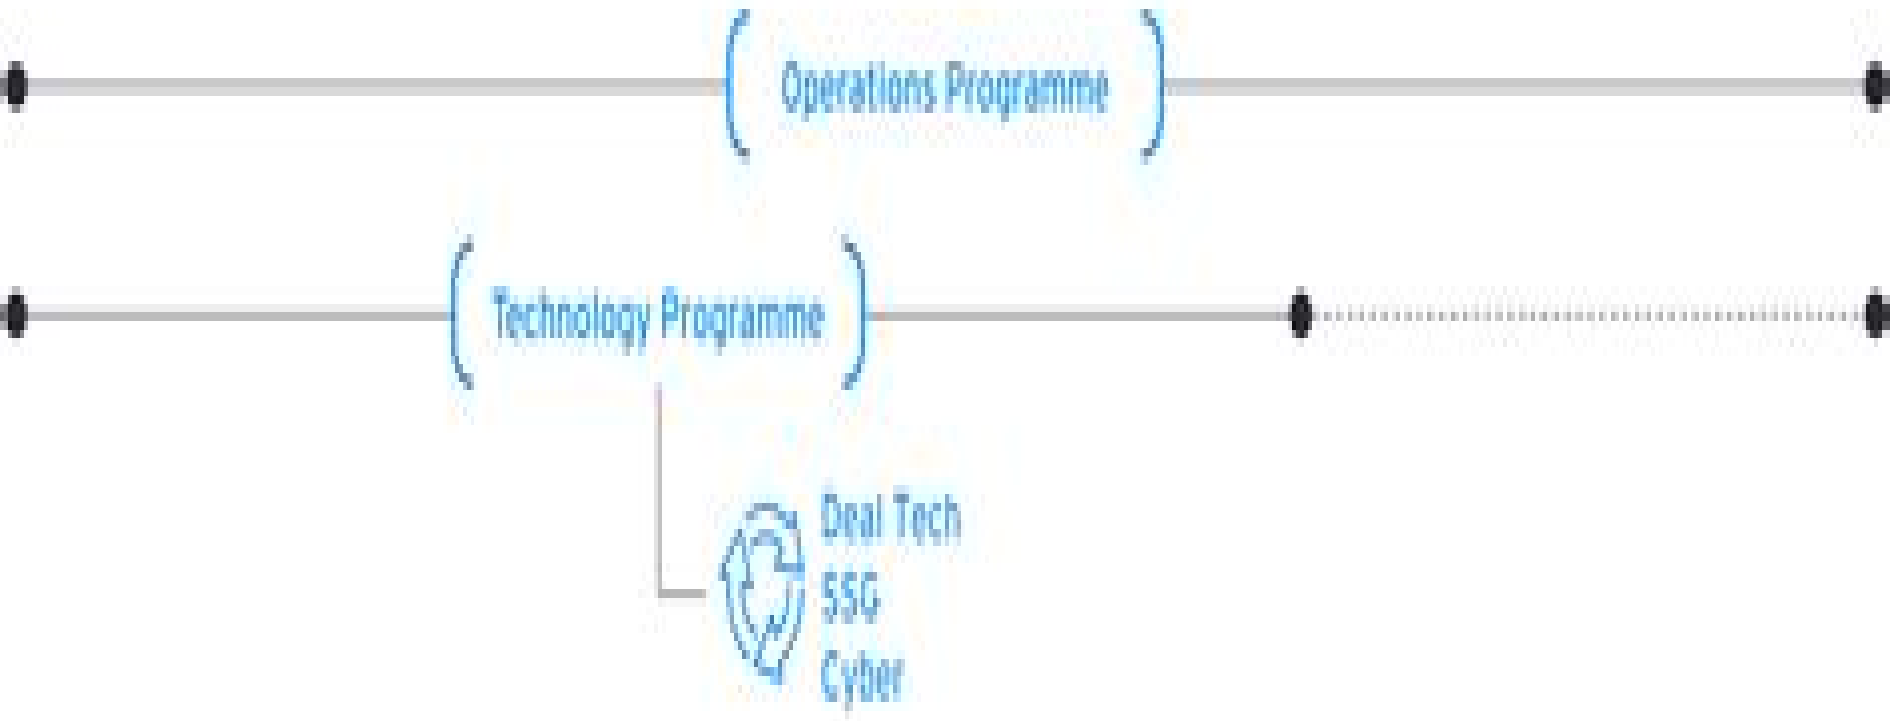 Operations Programme
Technology Programme
Deal Tech
SSG
Cyber